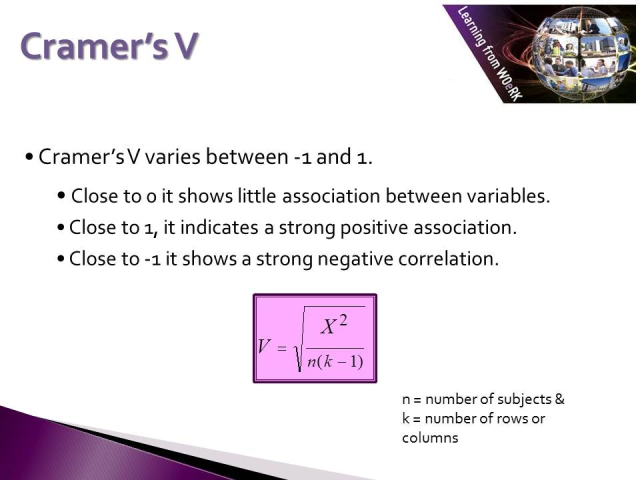 Cramer's V
Learning from WOeRK
• Cramer's V varies between -1 and 1.
• Close to 0 it shows little association between variables.
• Close to 1, it indicates a strong positive association.
• Close to -1 it shows a strong negative correlation.
V = √(X² / n(k − 1))
n = number of subjects &
k = number of rows or
columns